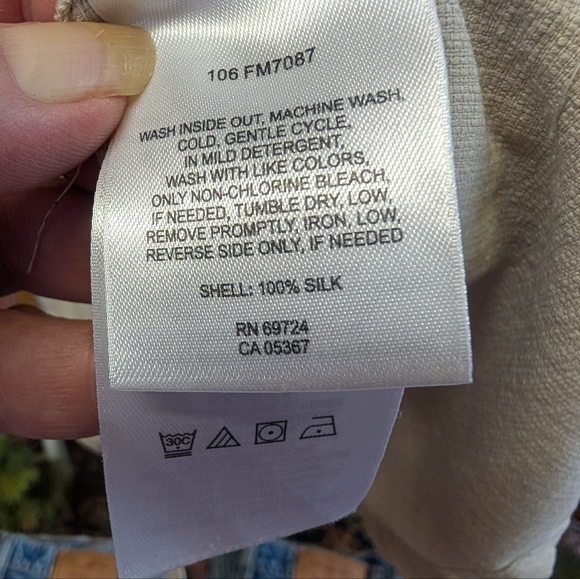 106 FM7087
WASH INSIDE OUT, MACHINE WASH,
COLD, GENTLE CYCLE,
IN MILD DETERGENT,
WASH WITH LIKE COLORS,
ONLY NON-CHLORINE BLEACH,
IF NEEDED, TUMBLE DRY, LOW,
REMOVE PROMPTLY, IRON, LOW,
REVERSE SIDE ONLY, IF NEEDED
SHELL: 100% SILK
RN 69724
CA 05367
30C